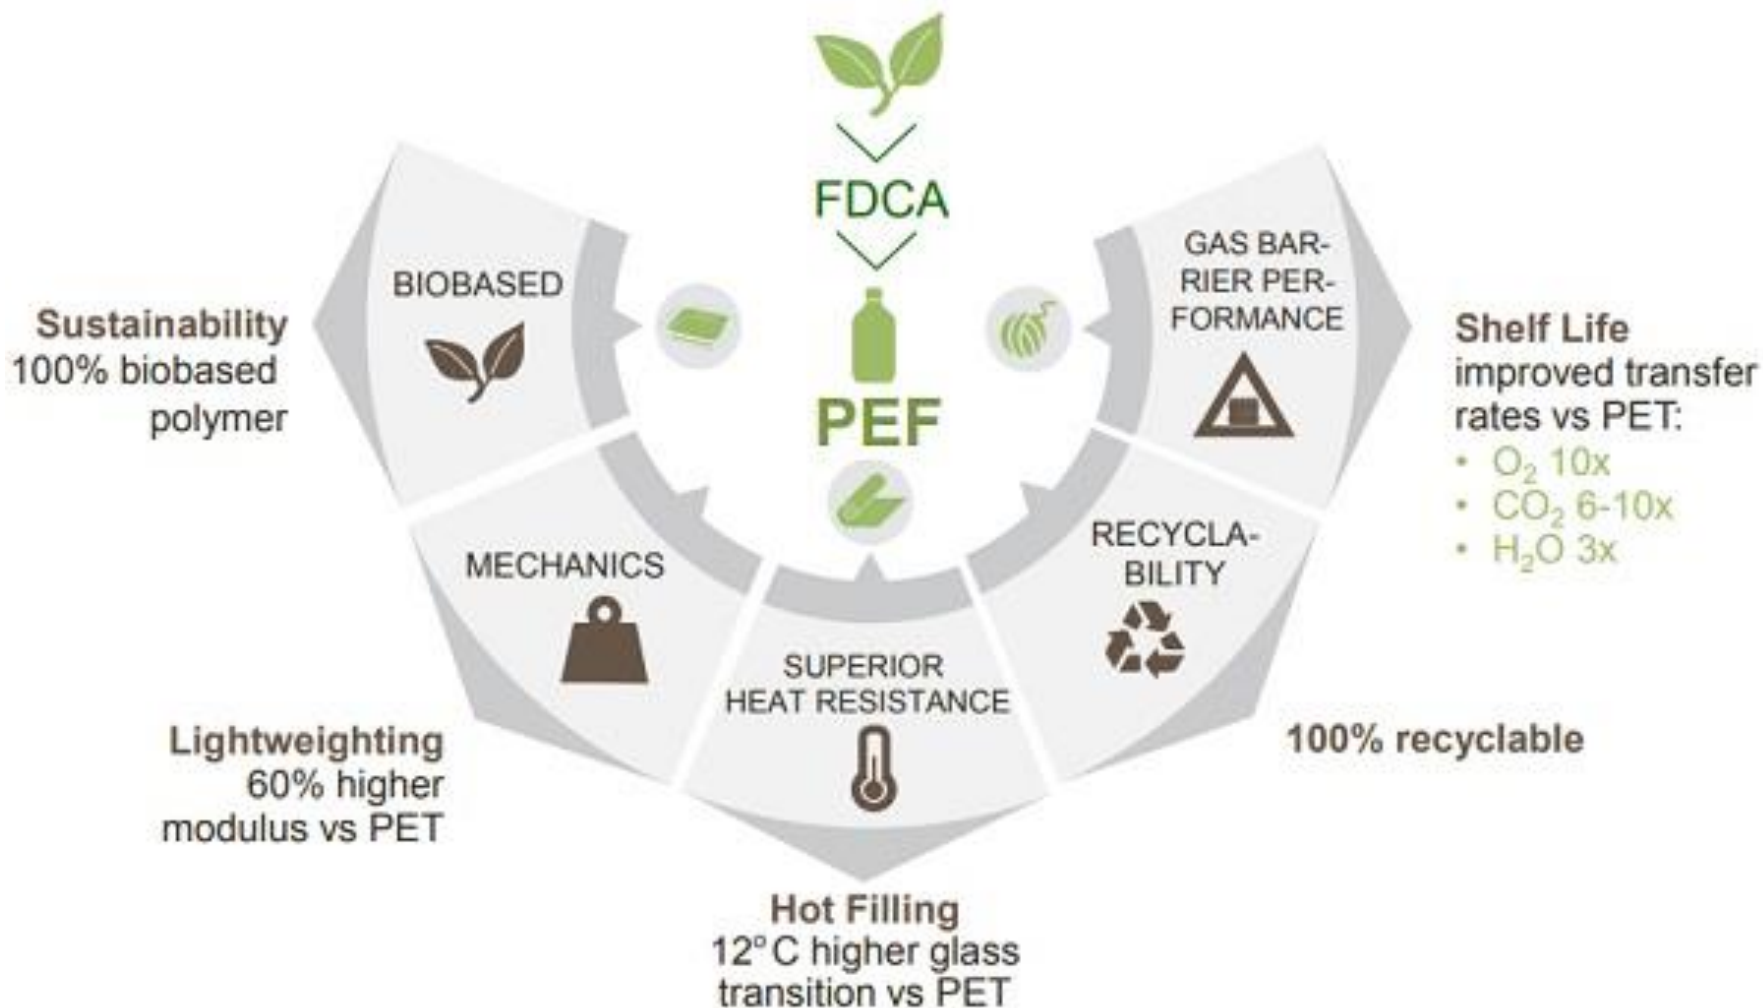 FDCA
PEF
BIOBASED
Sustainability
100% biobased
polymer
MECHANICS
Lightweighting
60% higher
modulus vs PET
SUPERIOR
HEAT RESISTANCE
Hot Filling
12°C higher glass
transition vs PET
RECYCLA-
BILITY
100% recyclable
GAS BAR-
RIER PER-
FORMANCE
Shelf Life
improved transfer
rates vs PET:
• O₂ 10x
• CO₂ 6-10x
• H₂O 3x